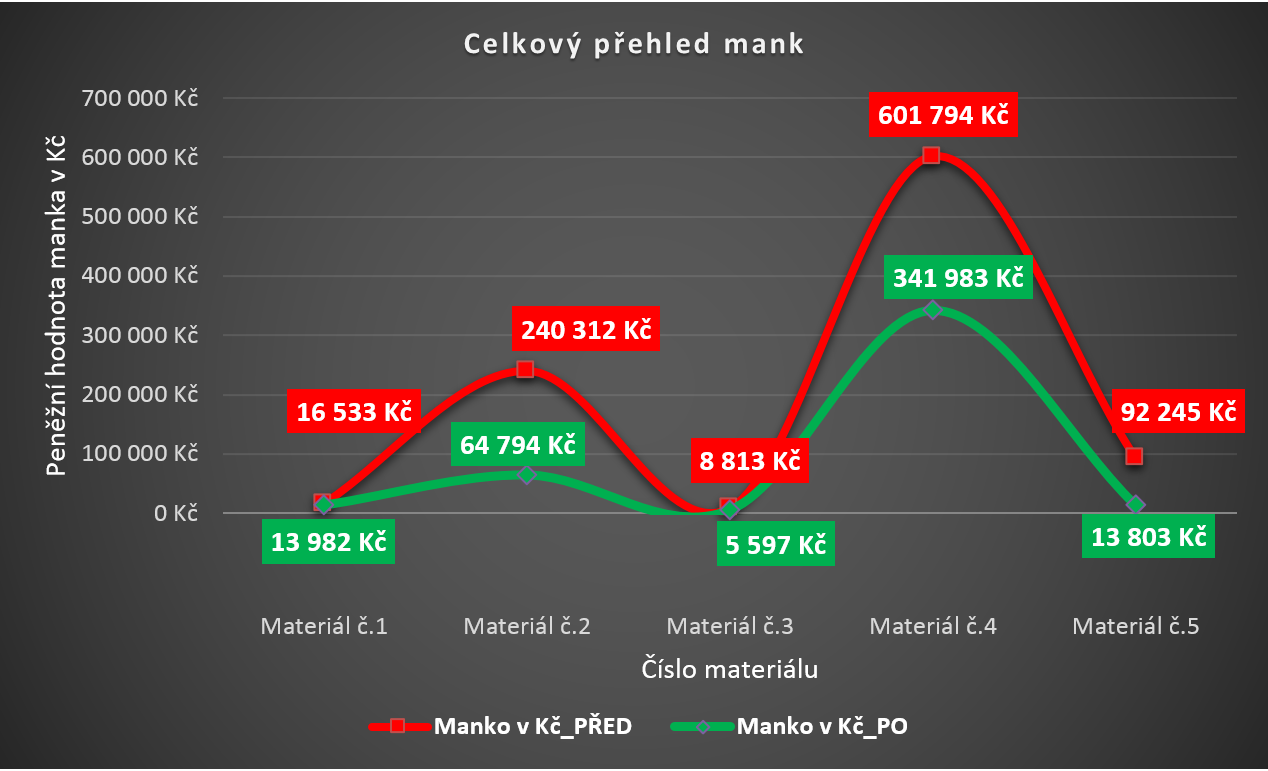 Celkový přehled mank
Peněžní hodnota manka v Kč
700 000 Kč
600 000 Kč
500 000 Kč
400 000 Kč
300 000 Kč
200 000 Kč
100 000 Kč
0 Kč
601 794 Kč
341 983 Kč
240 312 Kč
16 533 Kč
92 245 Kč
64 794 Kč
8 813 Kč
13 982 Kč
5 597 Kč
13 803 Kč
Materiál č.1 Materiál č.2 Materiál č.3 Materiál č.4 Materiál č.5
Číslo materiálu
Manko v Kč_PŘED Manko v Kč_PO